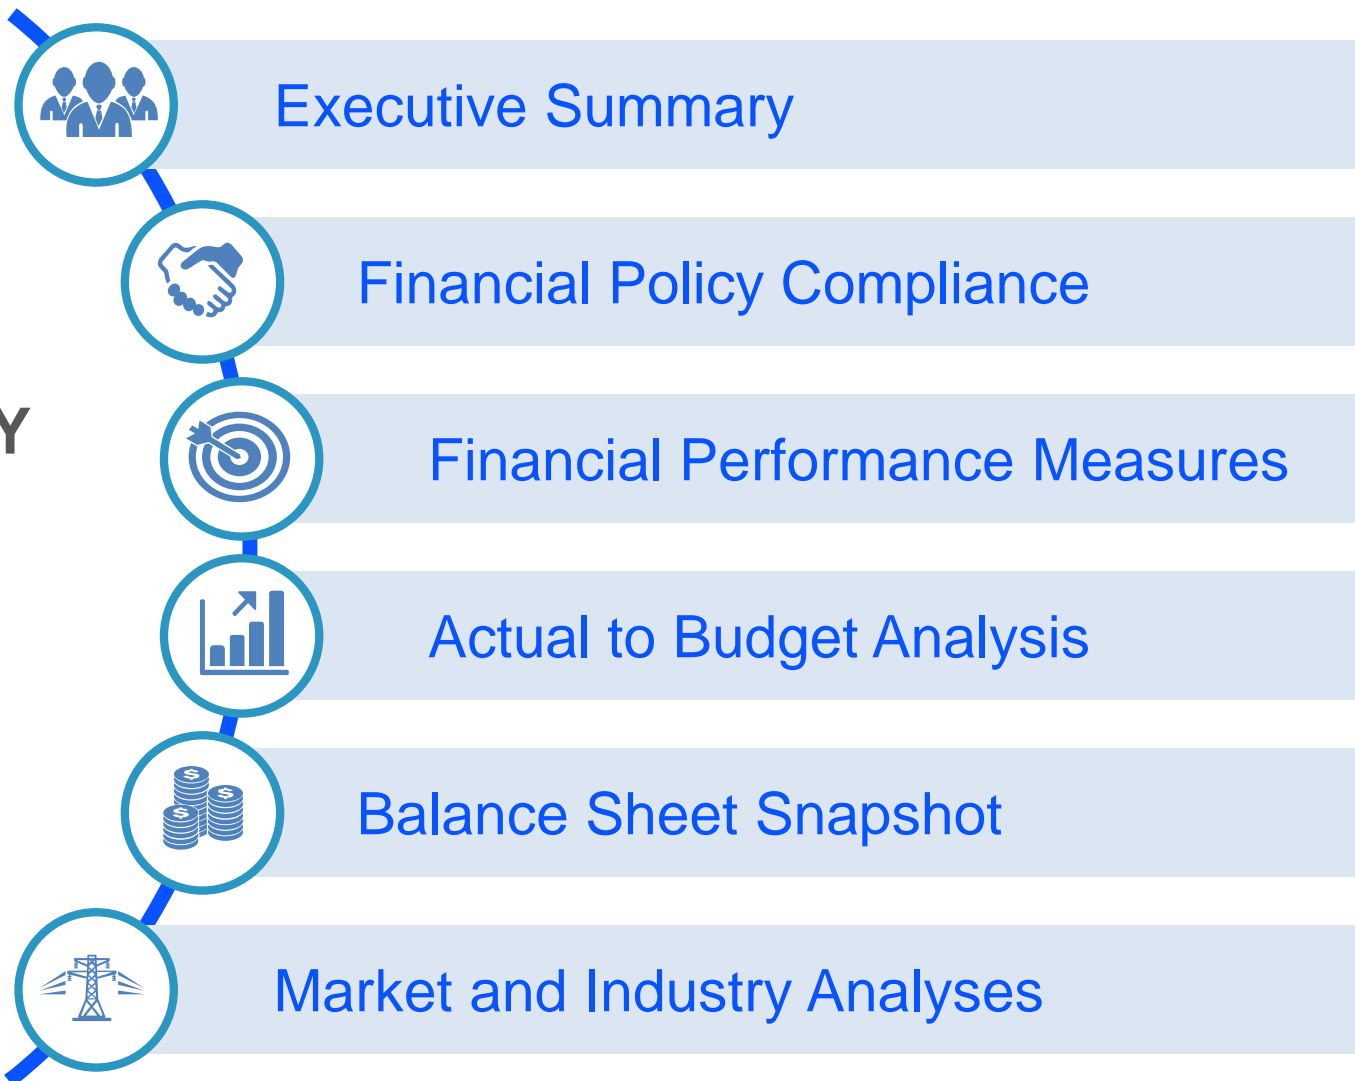 Executive Summary
Financial Policy Compliance
Y
Financial Performance Measures
Actual to Budget Analysis
Balance Sheet Snapshot
Market and Industry Analyses